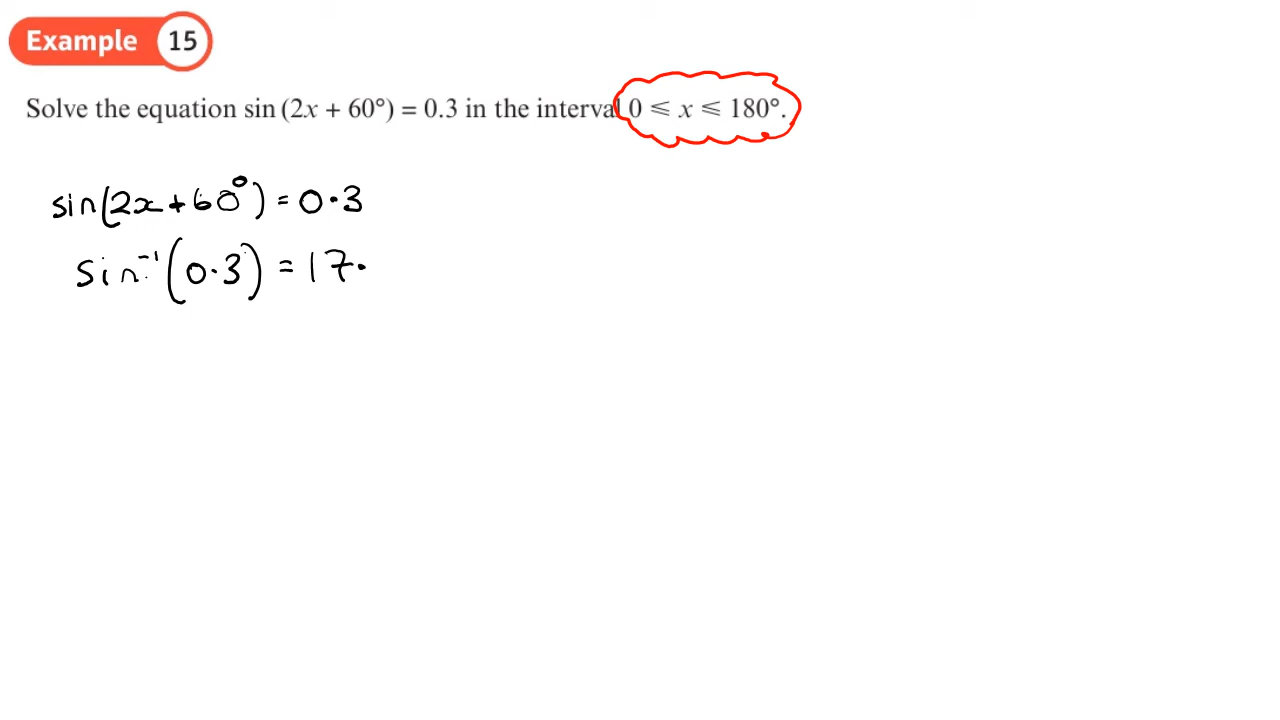 Example 15
Solve the equation sin (2x + 60°) = 0.3 in the interval 0 ⩽ x ⩽ 180°.
sin(2x+60°) = 0·3
sin⁻¹(0·3) = 17·